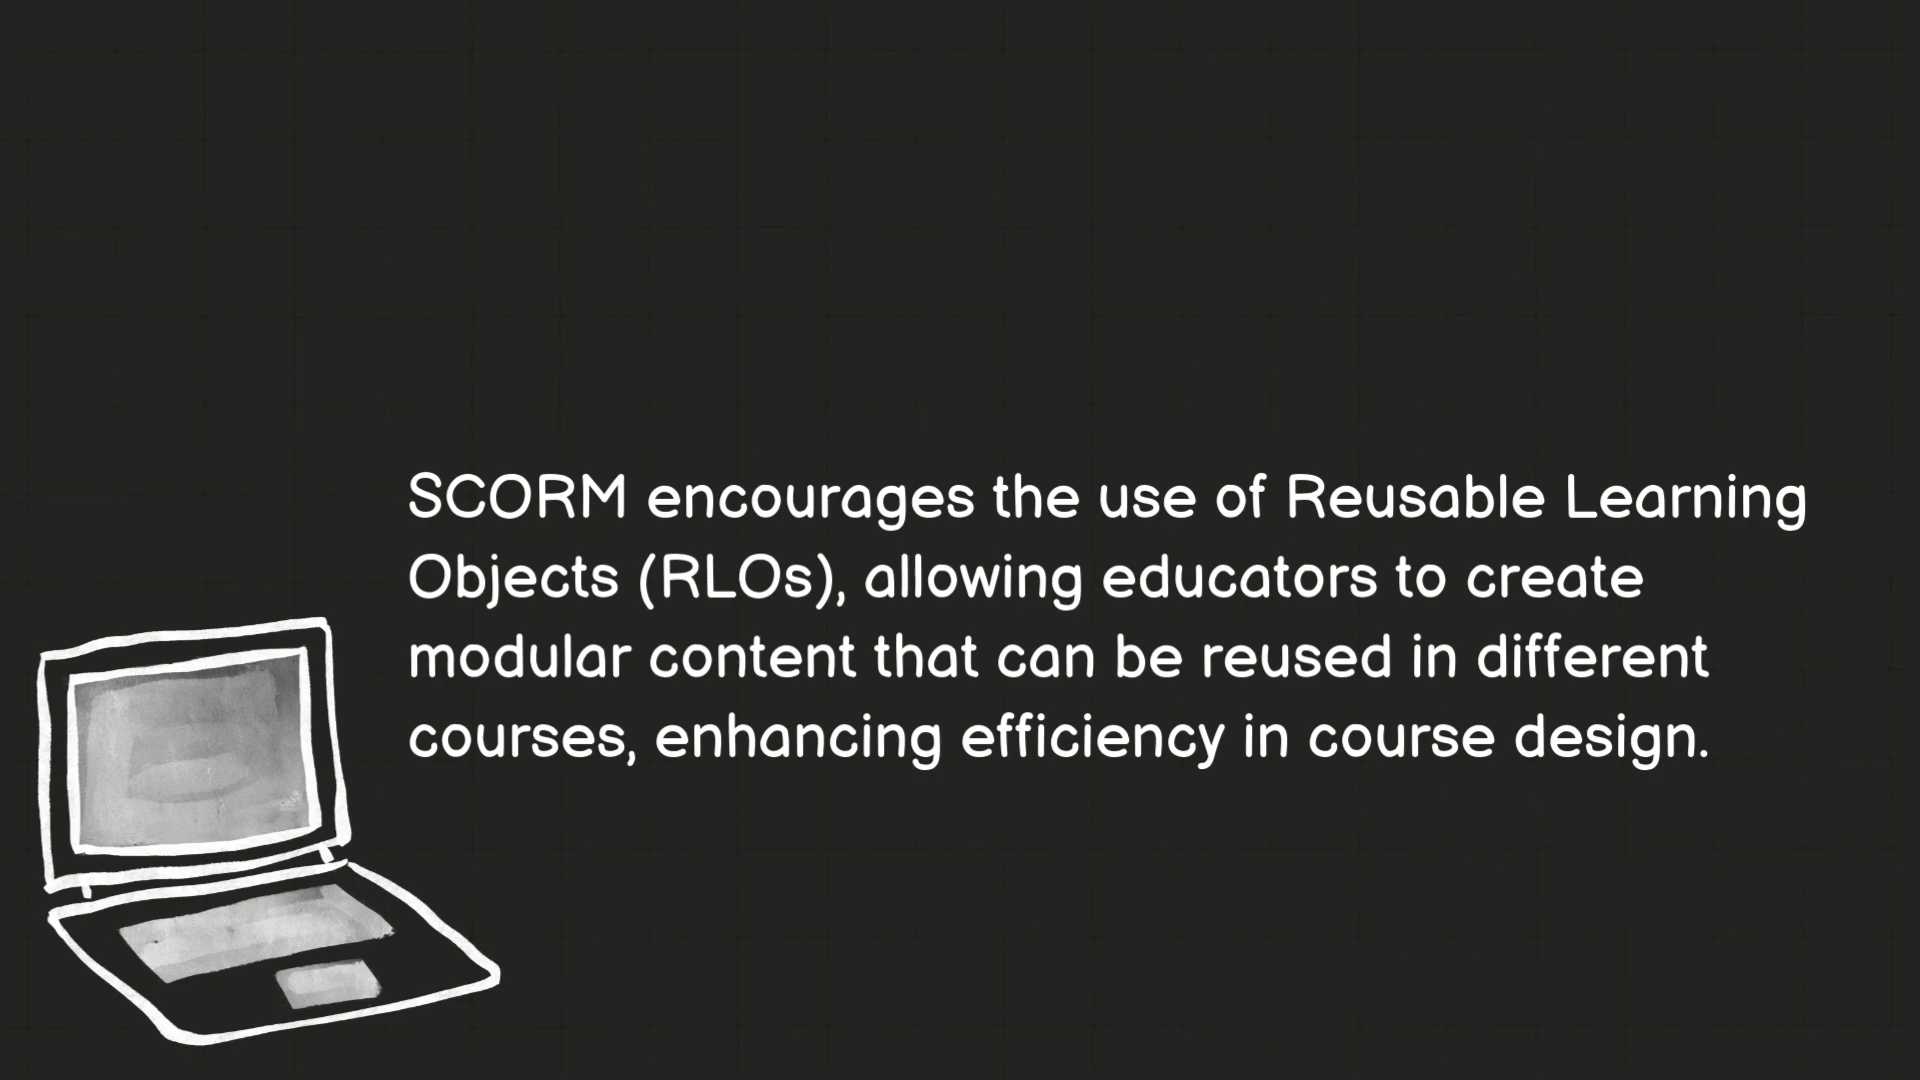 SCORM encourages the use of Reusable Learning
Objects (RLOs), allowing educators to create
modular content that can be reused in different
courses, enhancing efficiency in course design.